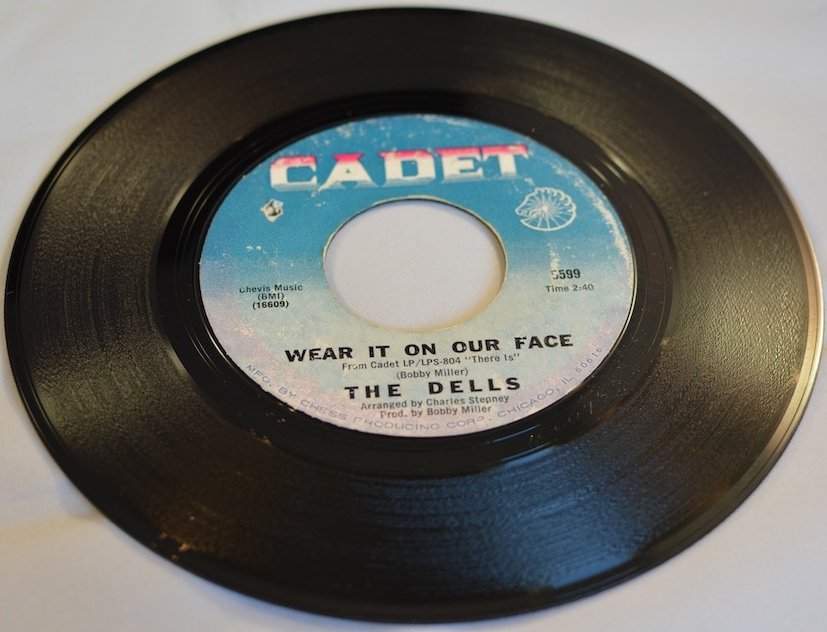 CADET
Chevis Music
(BMI)
(16609)
5599
Time 2:40
WEAR IT ON OUR FACE
From Cadet LP/LPS-804 "There Is"
(Bobby Miller)
THE DELLS
Arranged by Charles Stepney
Prod. by Bobby Miller
MFG. BY CHESS PRODUCING CORP., CHICAGO, IL 60616